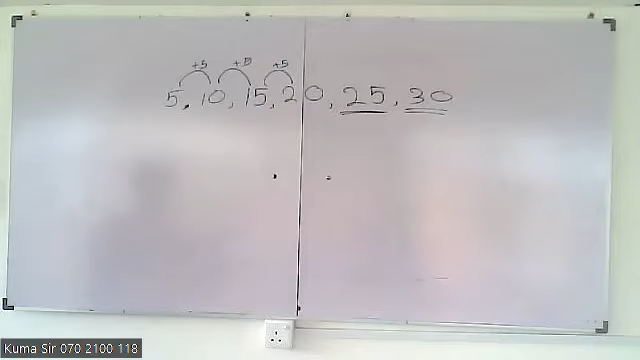 +5 +5 +5
5, 10, 15, 20, 25, 30
Kuma Sir 070 2100 118